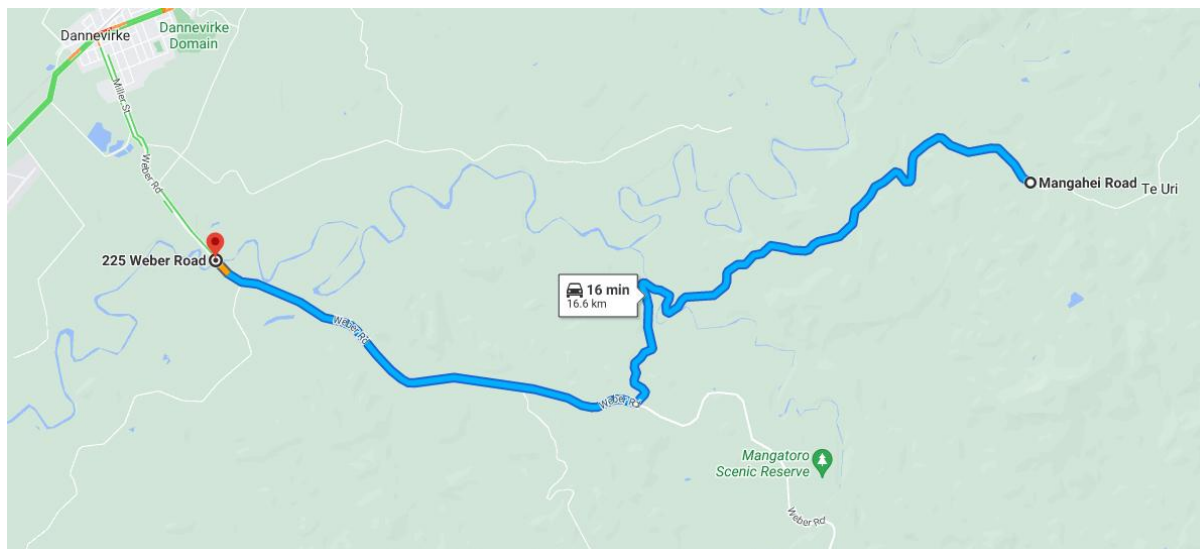 Dannevirke
Dannevirke
Domain
Miller St
Weber Rd
Mangahei Road
Te Uri
225 Weber Road
16 min
16.6 km
Weber Rd
Weber Rd
Mangatoro
Scenic Reserve
Weber Rd